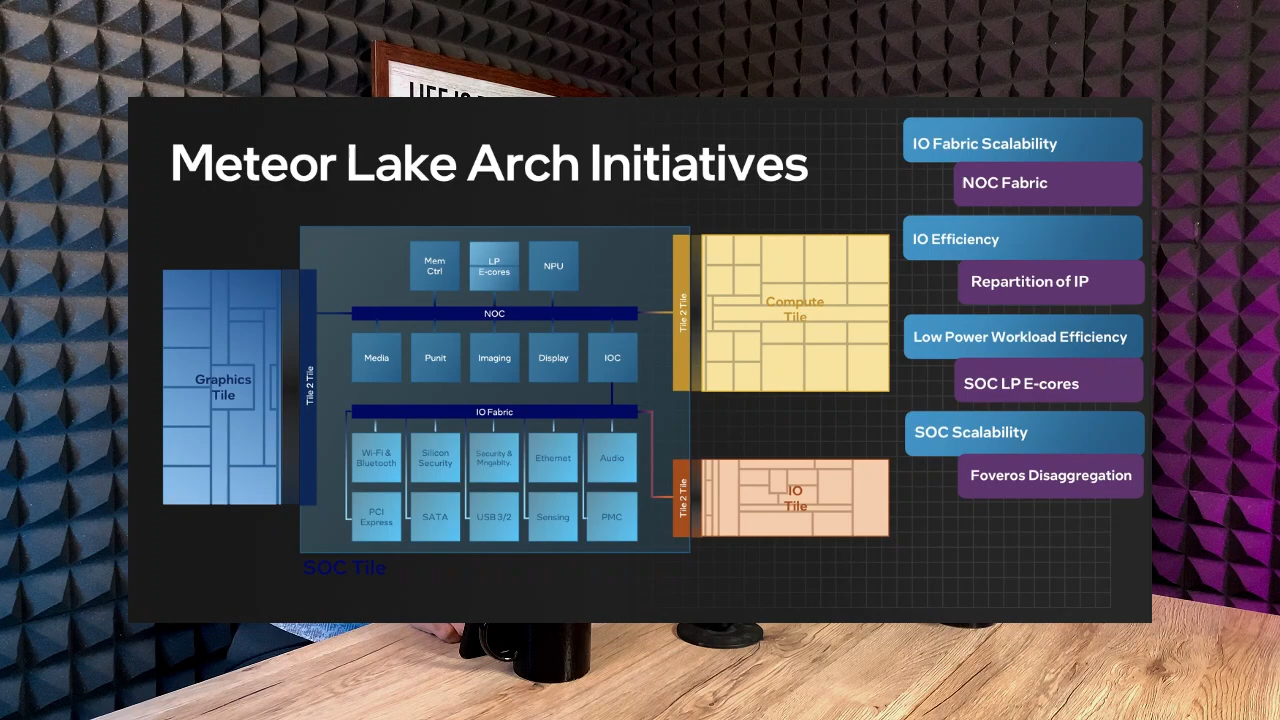 LIFE IS
Meteor Lake Arch Initiatives
IO Fabric Scalability
NOC Fabric
IO Efficiency
Repartition of IP
Low Power Workload Efficiency
SOC LP E-cores
SOC Scalability
Foveros Disaggregation
Graphics
Tile
Tile 2 Tile
Mem
Ctrl
LP
E-cores
NPU
NOC
Media
Punit
Imaging
Display
IOC
IO Fabric
Wi-Fi &
Bluetooth
Silicon
Security
Security &
Mngablty.
Ethernet
Audio
PCI
Express
SATA
USB 3/2
Sensing
PMC
SOC Tile
Tile 2 Tile
Compute
Tile
Tile 2 Tile
IO
Tile